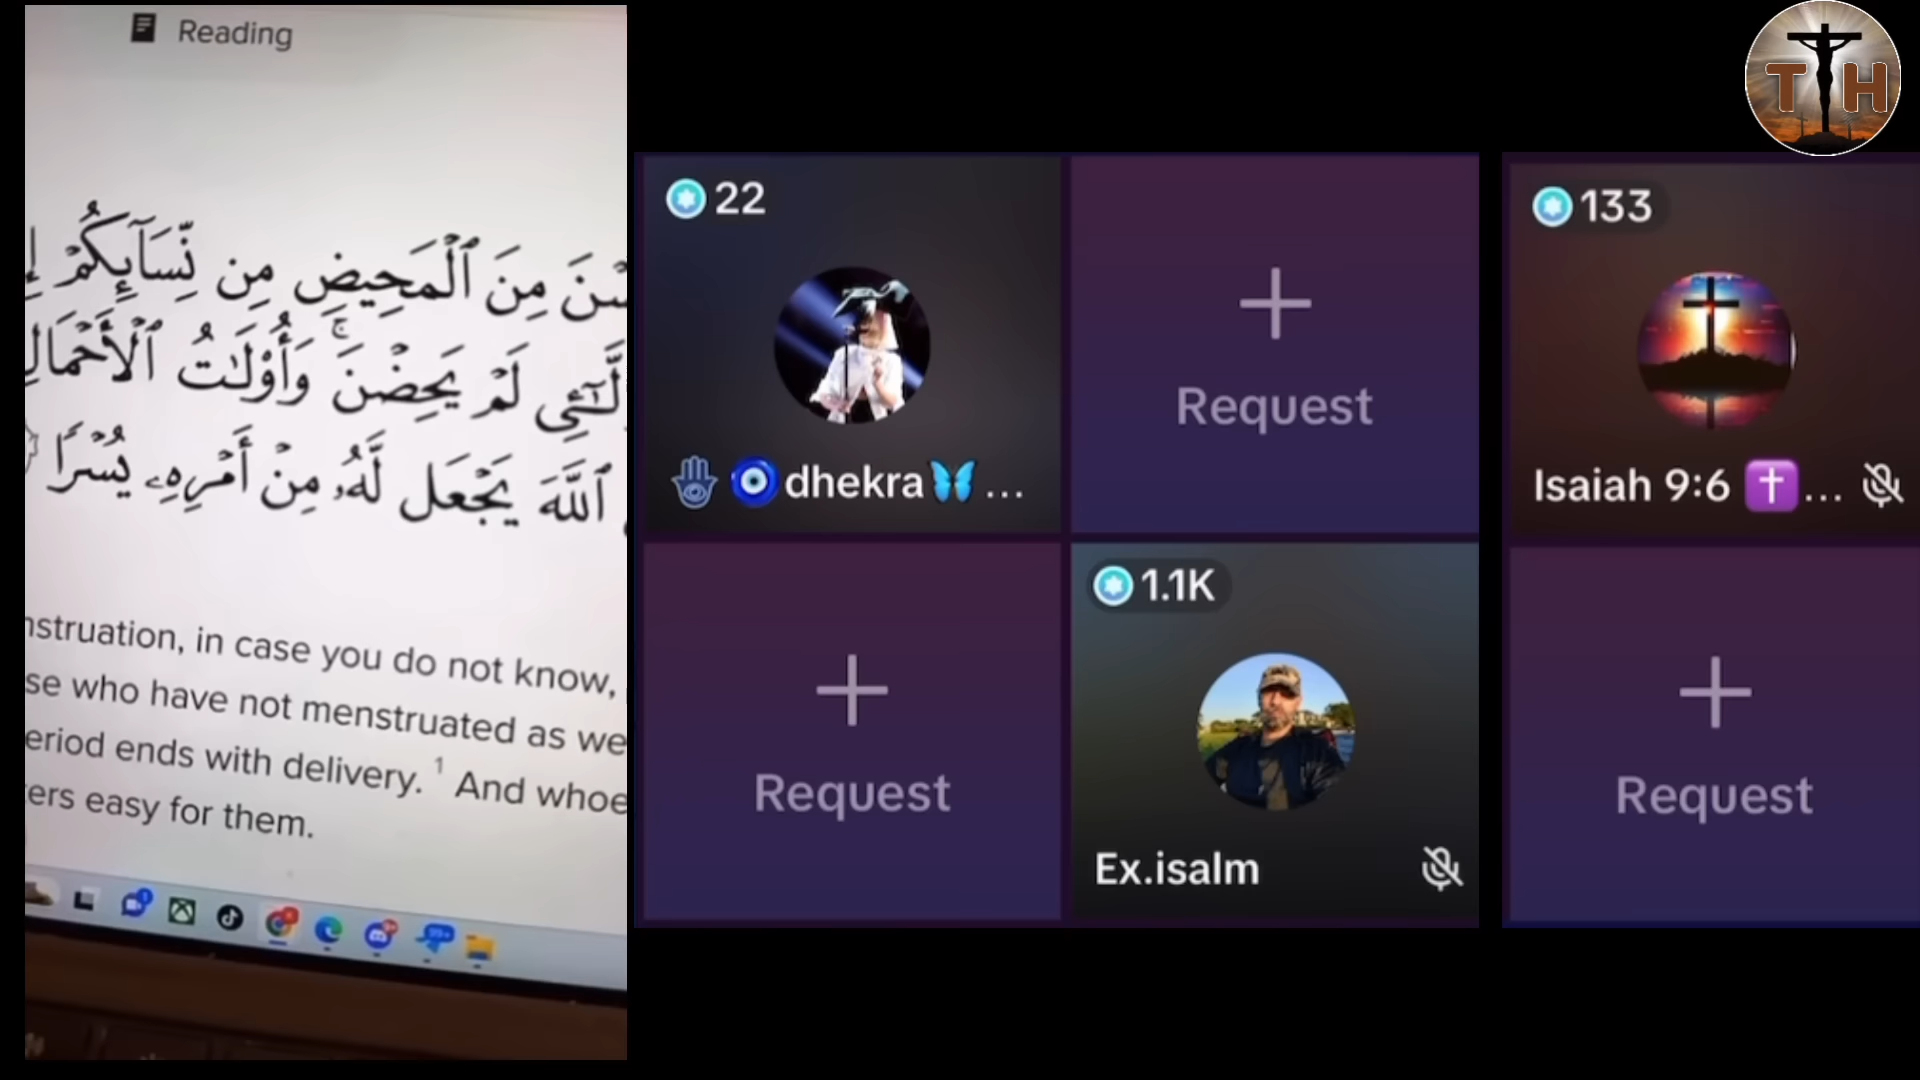 Reading
مِنَ ٱلْمَحِيضِ مِن نِّسَآئِكُمْ
لَمْ يَحِضْنَ ۚ وَأُو۟لَـٰتُ ٱلْأَحْمَالِ
ٱللَّهَ يَجْعَل لَّهُۥ مِنْ أَمْرِهِۦ يُسْرًا
nstruation, in case you do not know,
se who have not menstruated as we
eriod ends with delivery. 1 And whoe
ers easy for them.
22
dhekra ...
Request
Request
1.1K
Ex.isalm
133
Isaiah 9:6 ...
Request
T H